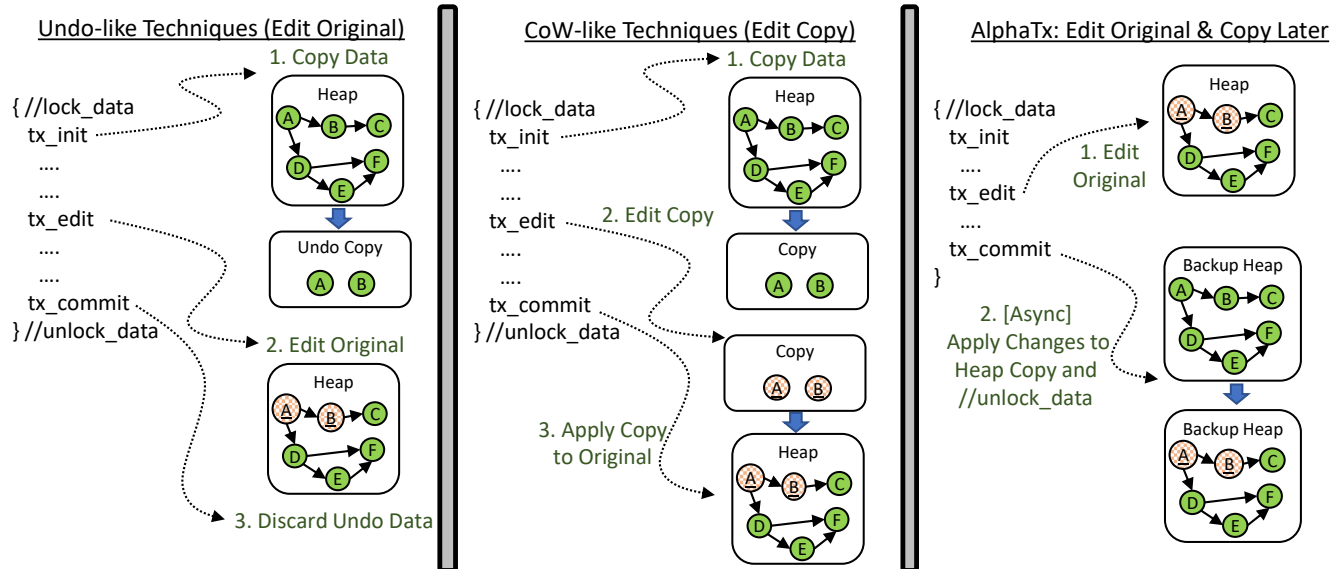 Undo-like Techniques (Edit Original)
1. Copy Data
{ //lock_data
tx_init
....
....
tx_edit
....
....
tx_commit
} //unlock_data
Heap
A
B
C
D
F
E
Undo Copy
A
B
2. Edit Original
Heap
A
B
C
D
F
E
3. Discard Undo Data
CoW-like Techniques (Edit Copy)
1. Copy Data
{ //lock_data
tx_init
....
....
tx_edit
....
....
tx_commit
} //unlock_data
Heap
A
B
C
D
F
E
2. Edit Copy
Copy
A
B
Copy
A
B
3. Apply Copy
to Original
Heap
A
B
C
D
F
E
AlphaTx: Edit Original & Copy Later
{ //lock_data
tx_init
....
tx_edit
....
tx_commit
}
Heap
A
B
C
D
F
E
1. Edit
Original
2. [Async]
Apply Changes to
Heap Copy and
//unlock_data
Backup Heap
A
B
C
D
F
E
Backup Heap
A
B
C
D
F
E